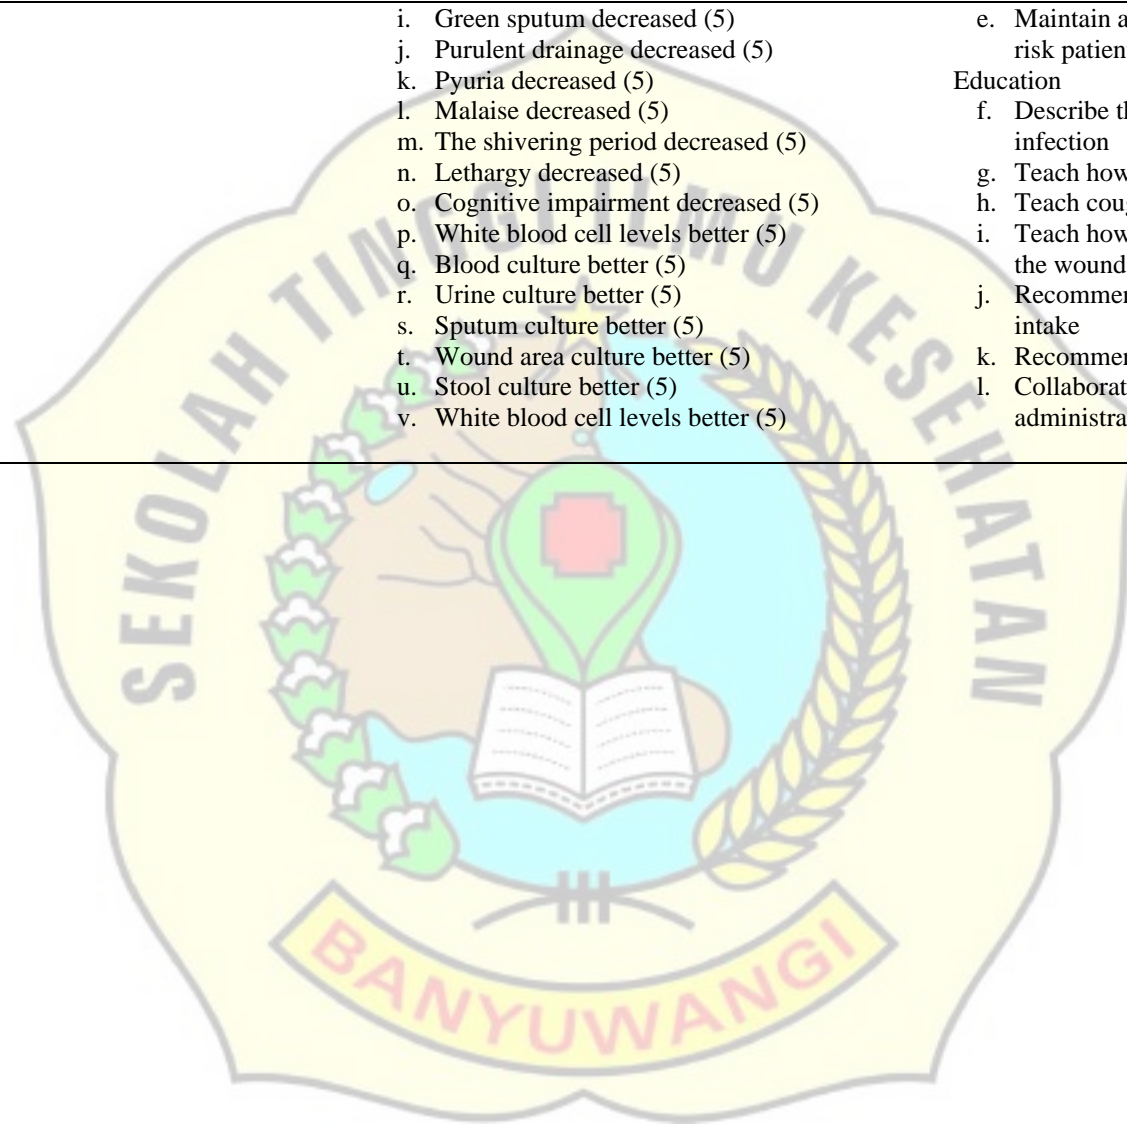 i. Green sputum decreased (5)
j. Purulent drainage decreased (5)
k. Pyuria decreased (5)
l. Malaise decreased (5)
m. The shivering period decreased (5)
n. Lethargy decreased (5)
o. Cognitive impairment decreased (5)
p. White blood cell levels better (5)
q. Blood culture better (5)
r. Urine culture better (5)
s. Sputum culture better (5)
t. Wound area culture better (5)
u. Stool culture better (5)
v. White blood cell levels better (5)
e. Maintain a
risk patien
Education
f. Describe th
infection
g. Teach how
h. Teach coug
i. Teach how
the wound
j. Recommen
intake
k. Recommen
l. Collaborat
administra
SEKOLAH TINGGI ILMU KESEHATAN
BANYUWANGI